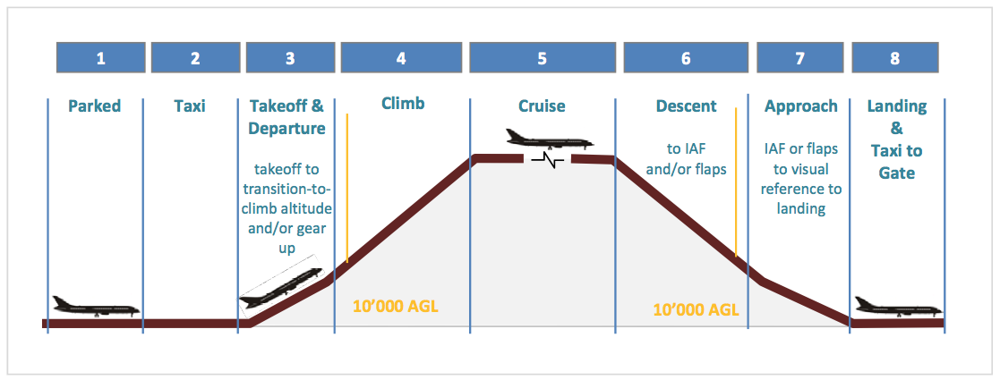 1 2 3 4 5 6 7 8
Parked
Taxi
Takeoff &
Departure
takeoff to
transition-to-
climb altitude
and/or gear
up
Climb
Cruise
Descent
to IAF
and/or flaps
Approach
IAF or flaps
to visual
reference to
landing
Landing
&
Taxi to
Gate
10’000 AGL
10’000 AGL